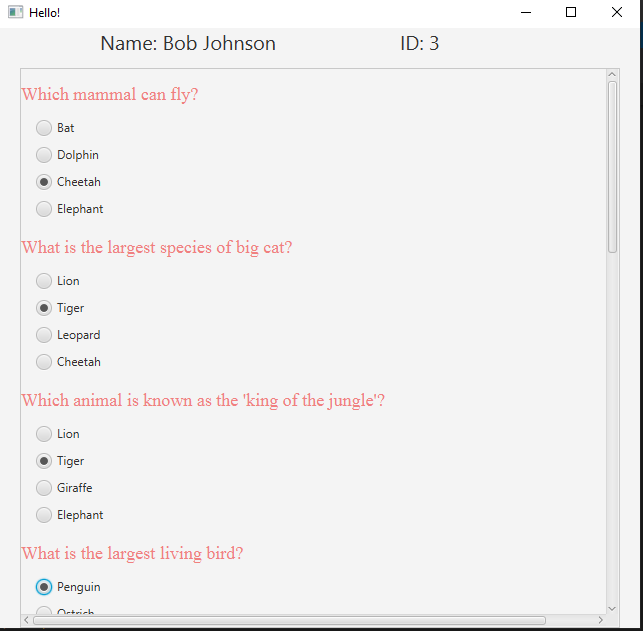 Hello!
Name: Bob Johnson ID: 3
Which mammal can fly?
Bat
Dolphin
Cheetah
Elephant
What is the largest species of big cat?
Lion
Tiger
Leopard
Cheetah
Which animal is known as the 'king of the jungle'?
Lion
Tiger
Giraffe
Elephant
What is the largest living bird?
Penguin
Ostrich